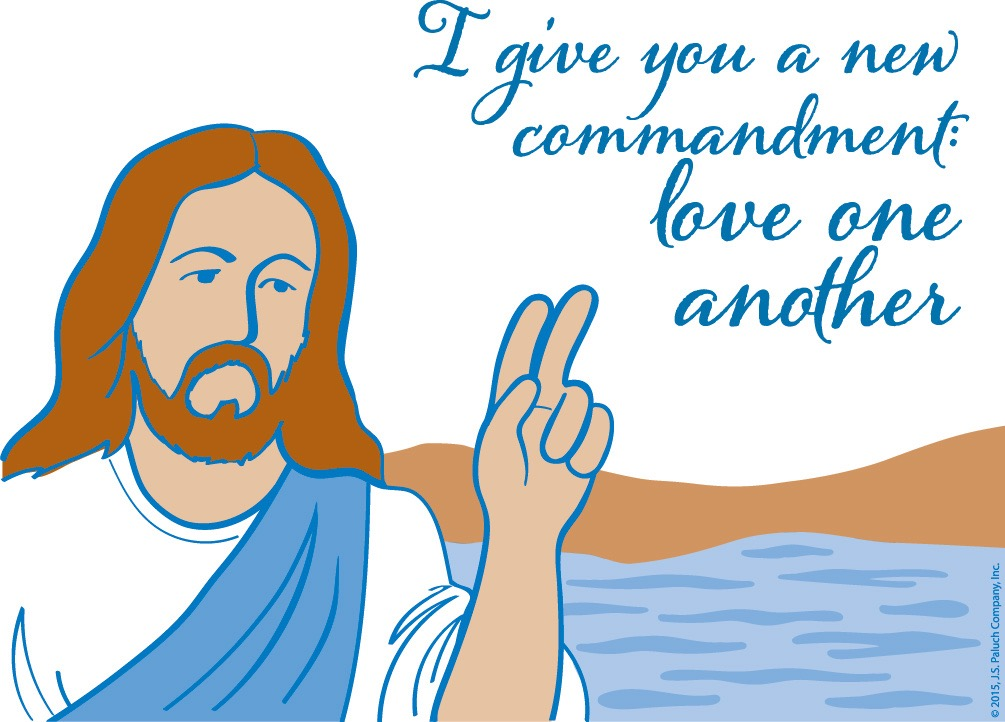 I give you a new
commandment:
love one
another
© 2015, J.S. Paluch Company, Inc.